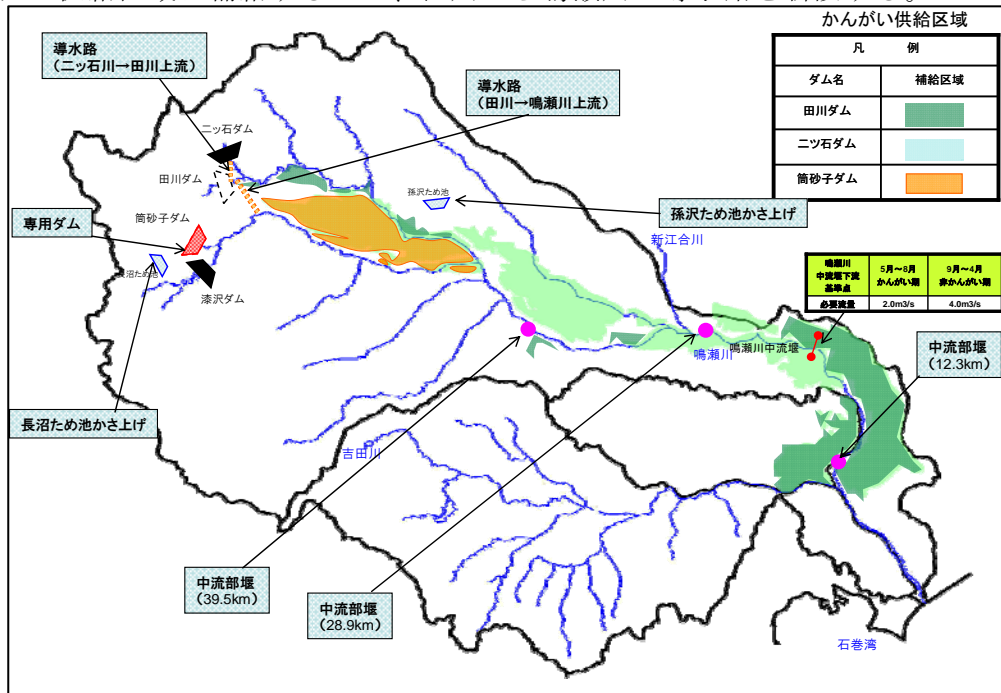 かんがい供給区域
凡　例
ダム名 補給区域
田川ダム
二ツ石ダム
筒砂子ダム
導水路
（二ッ石川→田川上流）
導水路
（田川→鳴瀬川上流）
二ッ石ダム
田川ダム
筒砂子ダム
専用ダム
長沼ため池
漆沢ダム
孫沢ため池
孫沢ため池かさ上げ
新江合川
鳴瀬川
中流堰下流
基準点
5月～8月
かんがい期
9月～4月
非かんがい期
必要流量 2.0m3/s 4.0m3/s
鳴瀬川中流堰
鳴瀬川
中流部堰
（12.3km）
長沼ため池かさ上げ
吉田川
中流部堰
（39.5km）
中流部堰
（28.9km）
石巻湾